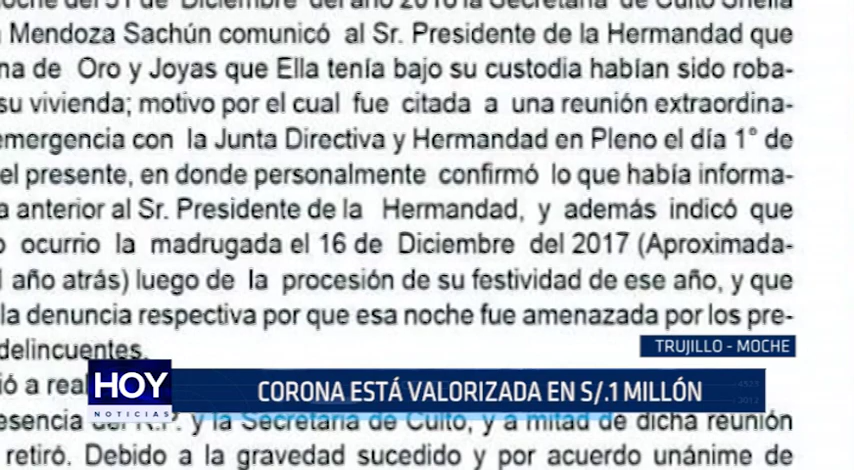 noche del 31 de Diciembre del año 2018 la Secretaria de Culto Sheila
Mendoza Sachún comunicó al Sr. Presidente de la Hermandad que
na de Oro y Joyas que Ella tenía bajo su custodia habían sido roba-
su vivienda; motivo por el cual fue citada a una reunión extraordina-
emergencia con la Junta Directiva y Hermandad en Pleno el día 1° de
el presente, en donde personalmente confirmó lo que había informa-
a anterior al Sr. Presidente de la Hermandad, y además indicó que
o ocurrio la madrugada el 16 de Diciembre del 2017 (Aproximada-
año atrás) luego de la procesión de su festividad de ese año, y que
la denuncia respectiva por que esa noche fue amenazada por los pre-
delincuentes.
TRUJILLO - MOCHE
ió a real
HOY
NOTICIAS
CORONA ESTÁ VALORIZADA EN S/.1 MILLÓN
esencia del R.P. y la Secretaria de Culto, y a mitad de dicha reunión
retiró. Debido a la gravedad sucedido y por acuerdo unánime de